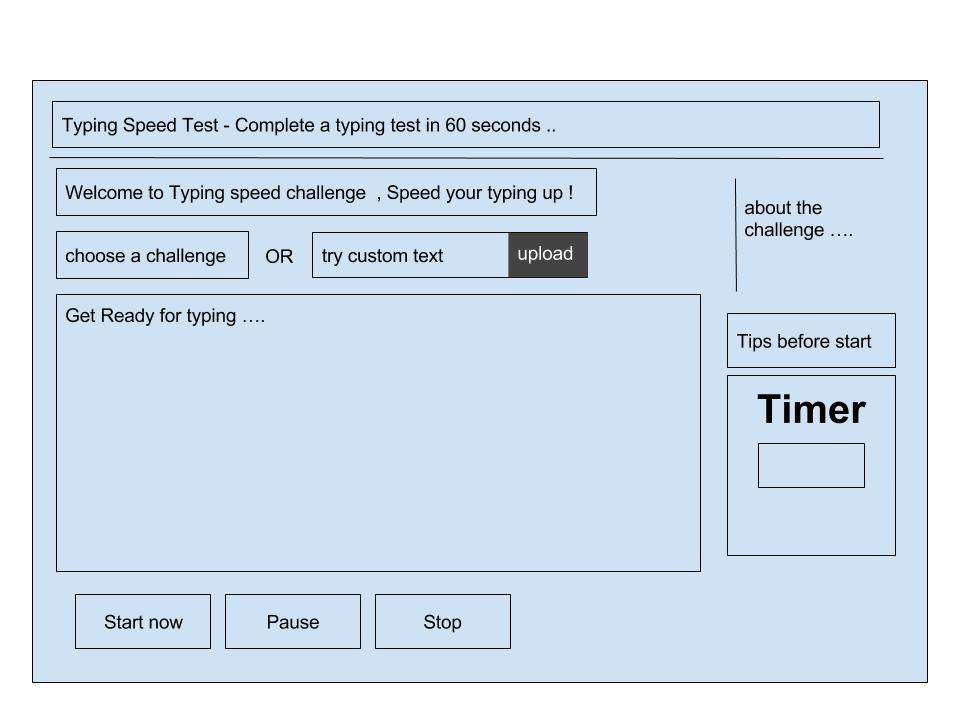 Typing Speed Test - Complete a typing test in 60 seconds ..
Welcome to Typing speed challenge , Speed your typing up !
about the
challenge ….
choose a challenge OR try custom text upload
Get Ready for typing ….
Tips before start
Timer
Start now Pause Stop